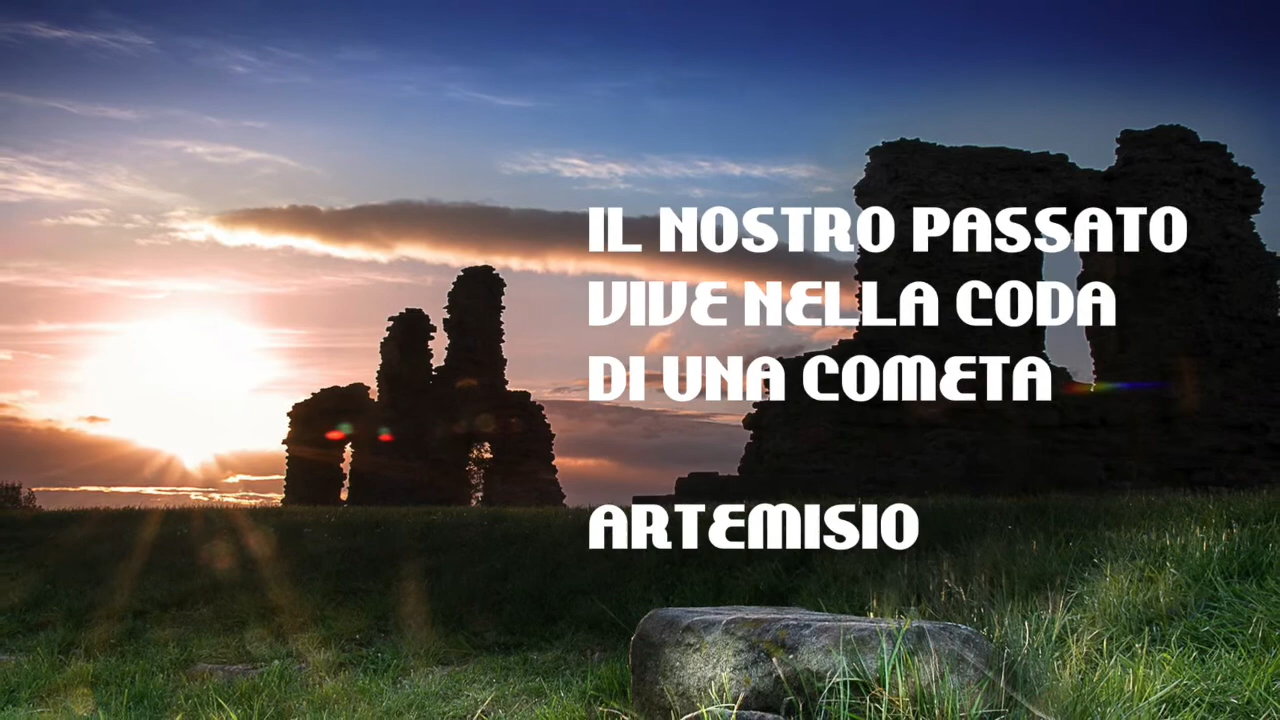 IL NOSTRO PASSATO
VIVE NELLA CODA
DI UNA COMETA
ARTEMISIO